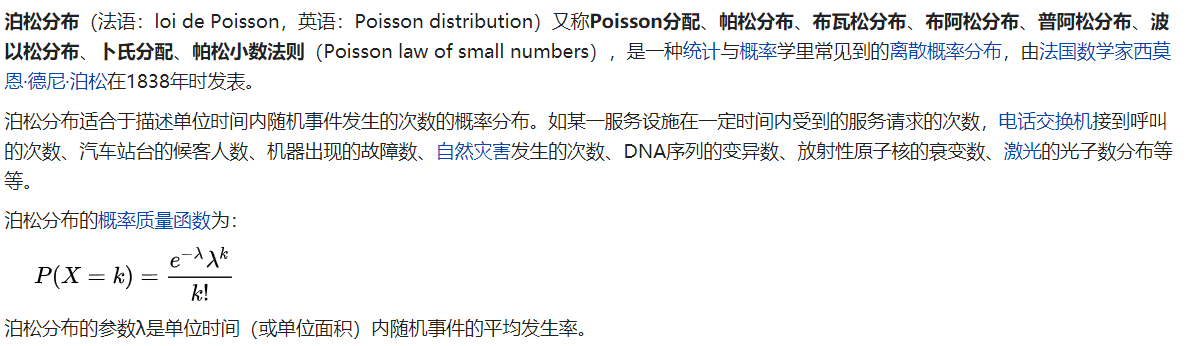 泊松分布（法语：loi de Poisson，英语：Poisson distribution）又称Poisson分配、帕松分布、布瓦松分布、布阿松分布、普阿松分布、波
以松分布、卜氏分配、帕松小数法则（Poisson law of small numbers），是一种统计与概率学里常见到的离散概率分布，由法国数学家西莫
恩·德尼·泊松在1838年时发表。
泊松分布适合于描述单位时间内随机事件发生的次数的概率分布。如某一服务设施在一定时间内受到的服务请求的次数，电话交换机接到呼叫
的次数、汽车站台的候客人数、机器出现的故障数、自然灾害发生的次数、DNA序列的变异数、放射性原子核的衰变数、激光的光子数分布等
等。
泊松分布的概率质量函数为：
P(X = k) = \frac{e^{-λ}λ^k}{k!}
泊松分布的参数λ是单位时间（或单位面积）内随机事件的平均发生率。